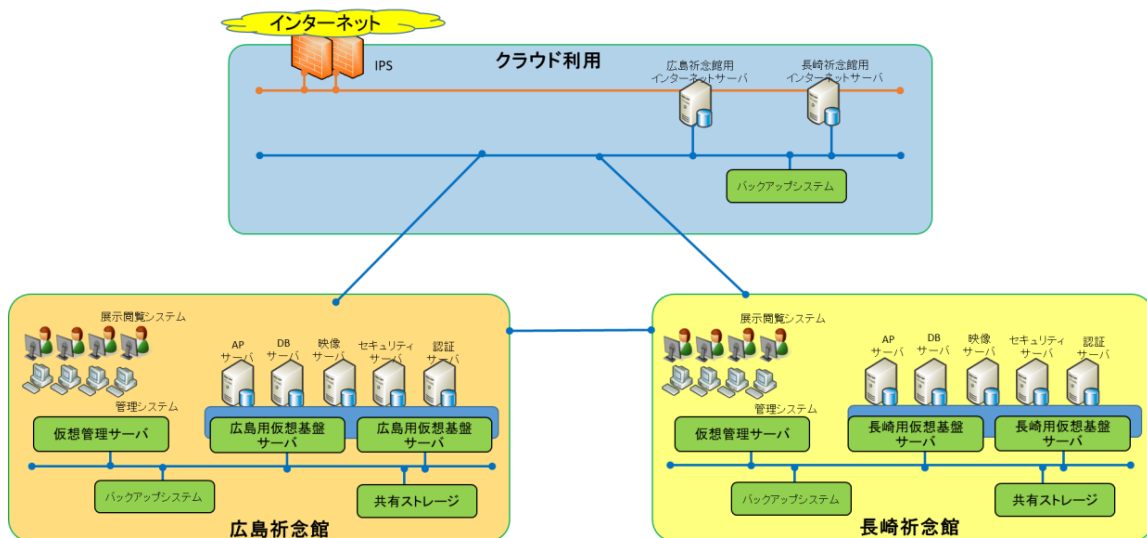 インターネット
IPS
クラウド利用
広島祈念館用
インターネットサーバ
長崎祈念館用
インターネットサーバ
バックアップシステム
展示閲覧システム
AP
サーバ
DB
サーバ
映像
サーバ
セキュリティ
サーバ
認証
サーバ
管理システム
仮想管理サーバ
広島用仮想基盤
サーバ
広島用仮想基盤
サーバ
バックアップシステム
共有ストレージ
広島祈念館
展示閲覧システム
AP
サーバ
DB
サーバ
映像
サーバ
セキュリティ
サーバ
認証
サーバ
管理システム
仮想管理サーバ
長崎用仮想基盤
サーバ
長崎用仮想基盤
サーバ
バックアップシステム
共有ストレージ
長崎祈念館